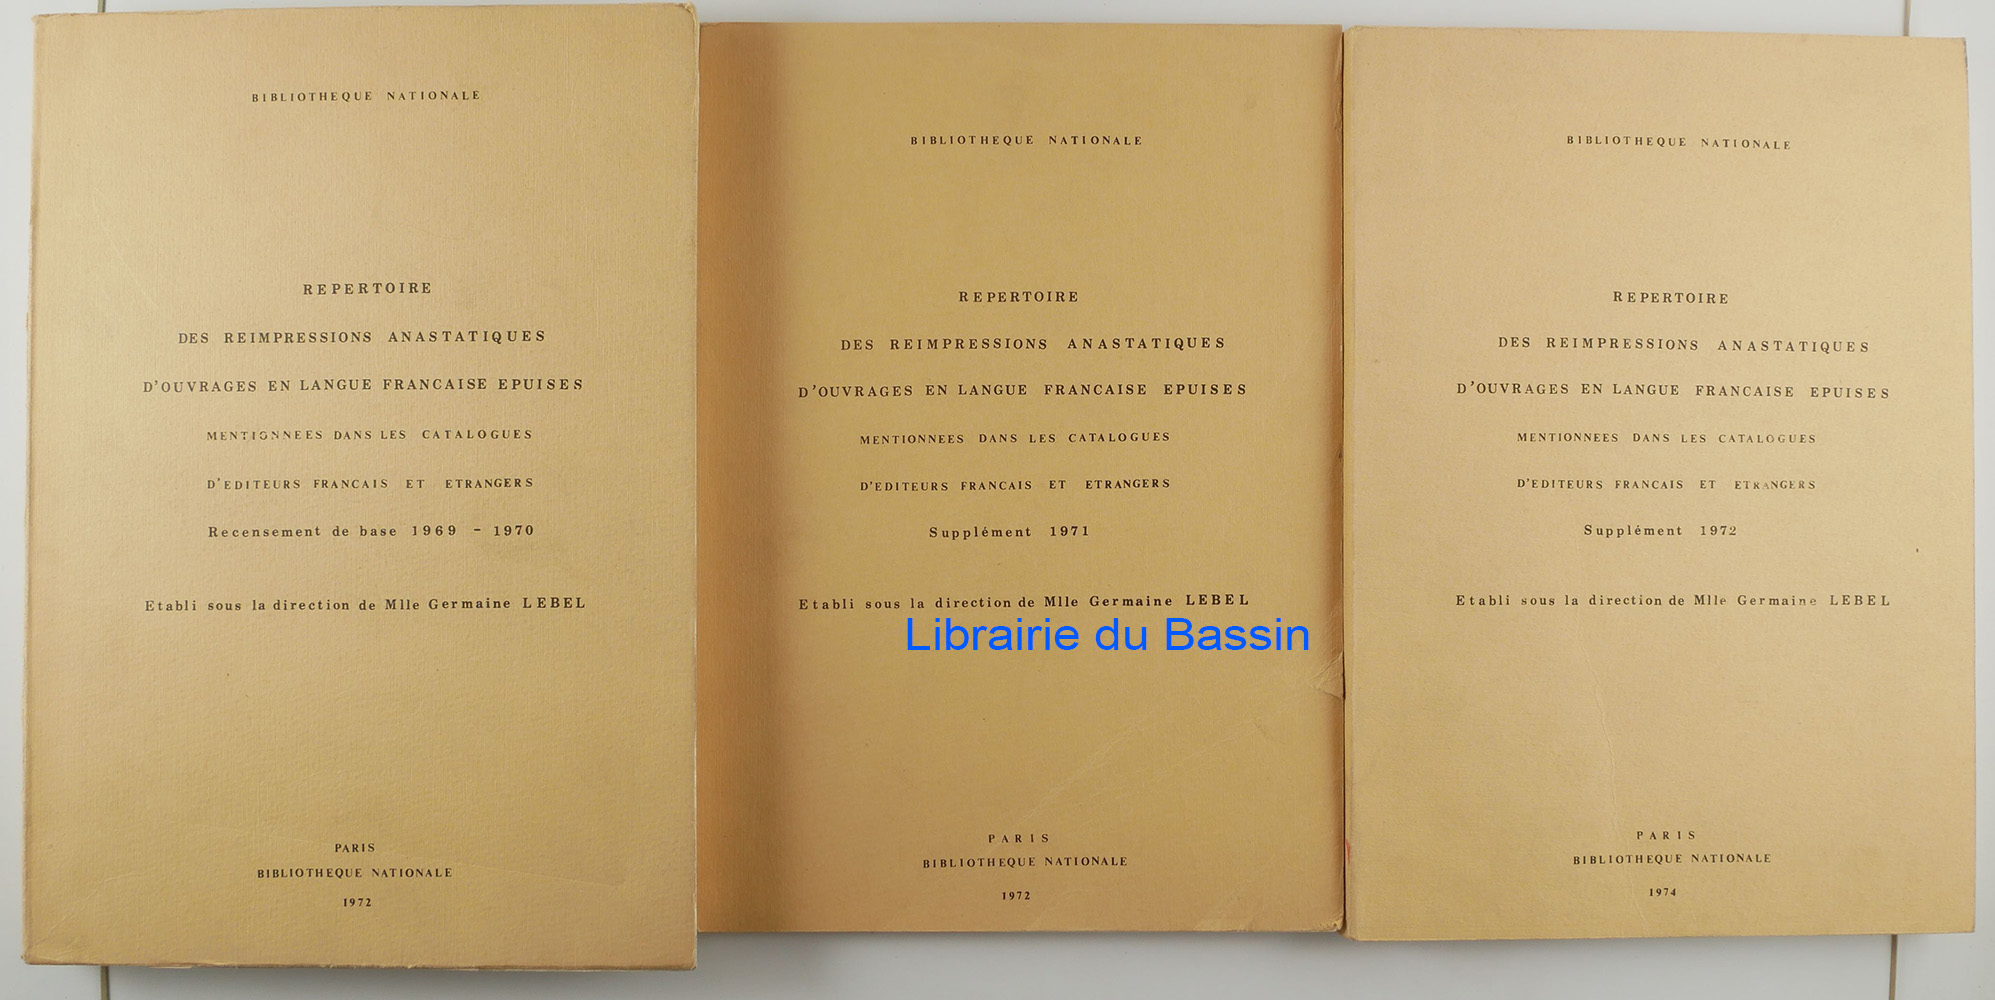 BIBLIOTHEQUE NATIONALE
REPERTOIRE
DES REIMPRESSIONS ANASTATIQUES
D'OUVRAGES EN LANGUE FRANCAISE EPUISES
MENTIONNEES DANS LES CATALOGUES
D'EDITEURS FRANCAIS ET ETRANGERS
Recensement de base 1969 - 1970
Etabli sous la direction de Mlle Germaine LEBEL
PARIS
BIBLIOTHEQUE NATIONALE
1972
BIBLIOTHEQUE NATIONALE
REPERTOIRE
DES REIMPRESSIONS ANASTATIQUES
D'OUVRAGES EN LANGUE FRANCAISE EPUISES
MENTIONNEES DANS LES CATALOGUES
D'EDITEURS FRANCAIS ET ETRANGERS
Supplément 1971
Etabli sous la direction de Mlle Germaine LEBEL
Librairie du Bassin
PARIS
BIBLIOTHEQUE NATIONALE
1972
BIBLIOTHEQUE NATIONALE
REPERTOIRE
DES REIMPRESSIONS ANASTATIQUES
D'OUVRAGES EN LANGUE FRANCAISE EPUISES
MENTIONNEES DANS LES CATALOGUES
D'EDITEURS FRANCAIS ET ETRANGERS
Supplément 1972
Etabli sous la direction de Mlle Germaine LEBEL
PARIS
BIBLIOTHEQUE NATIONALE
1974